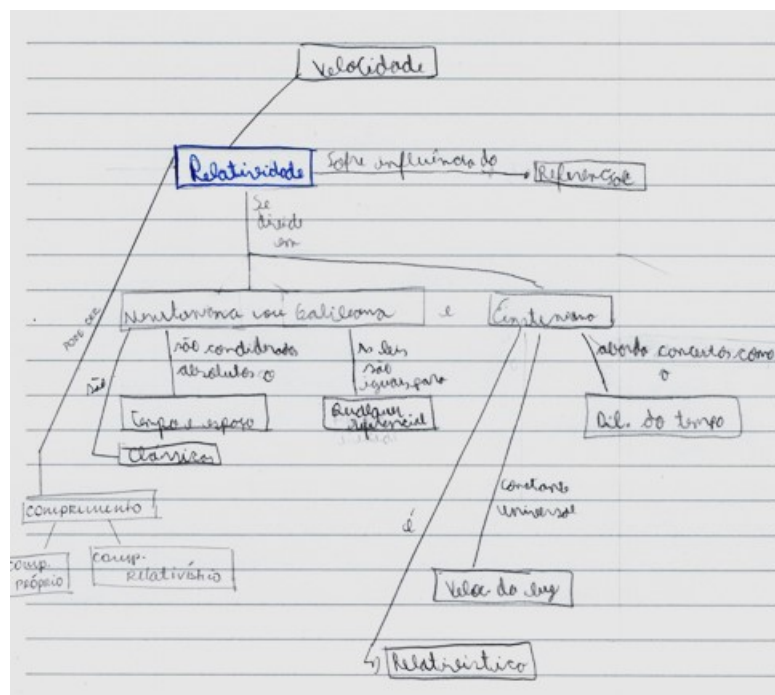 Velocidade
Relatividade
Sofre influência do
Referencial
Se
divide
em
Newtoniana ou Galileana
e
Einsteniana
PODE SER
são
são considerados
absolutos o
As leis
são
iguais para
aborda conceitos como
o
Tempo e espaço
Qualquer
referencial
Dil. do tempo
Clássicas
constante
universal
é
COMPRIMENTO
comp.
PRÓPRIO
comp.
RELATIVÍSTICO
Veloc. da luz
Relativístico